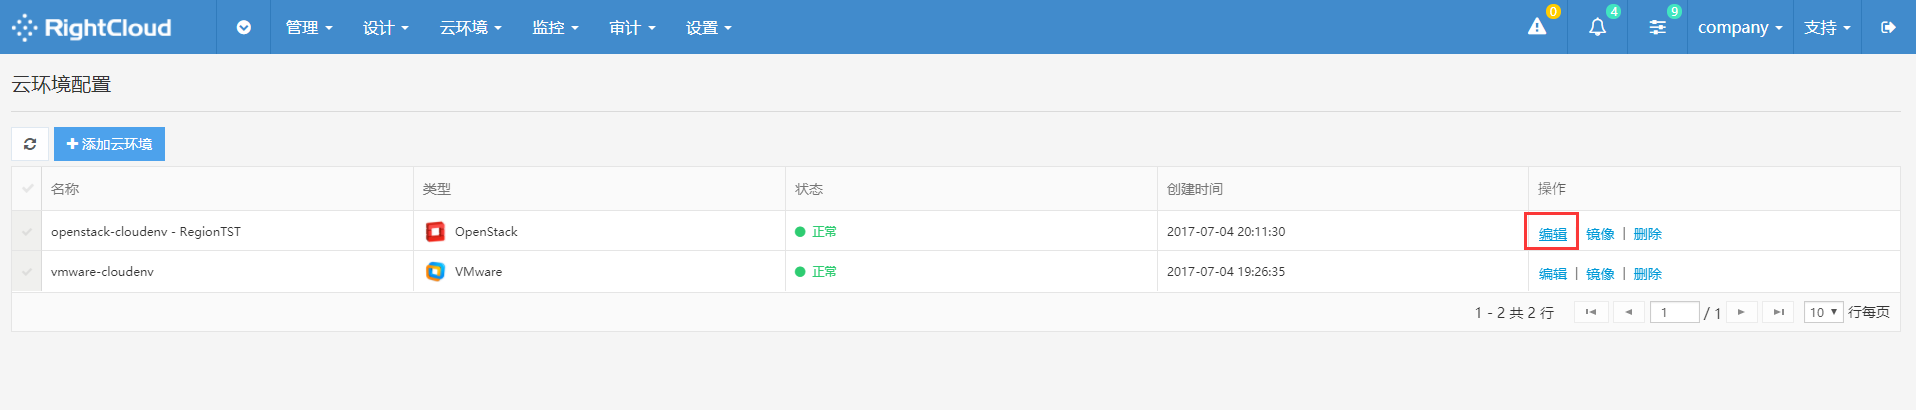 RightCloud 管理 设计 云环境 监控 审计 设置 0 4 9 company 支持
云环境配置
添加云环境
名称 类型 状态 创建时间 操作
openstack-cloudenv - RegionTST OpenStack 正常 2017-07-04 20:11:30 编辑 镜像 | 删除
vmware-cloudenv VMware 正常 2017-07-04 19:26:35 编辑 | 镜像 | 删除
1 - 2 共 2 行 1 / 1 10 行每页